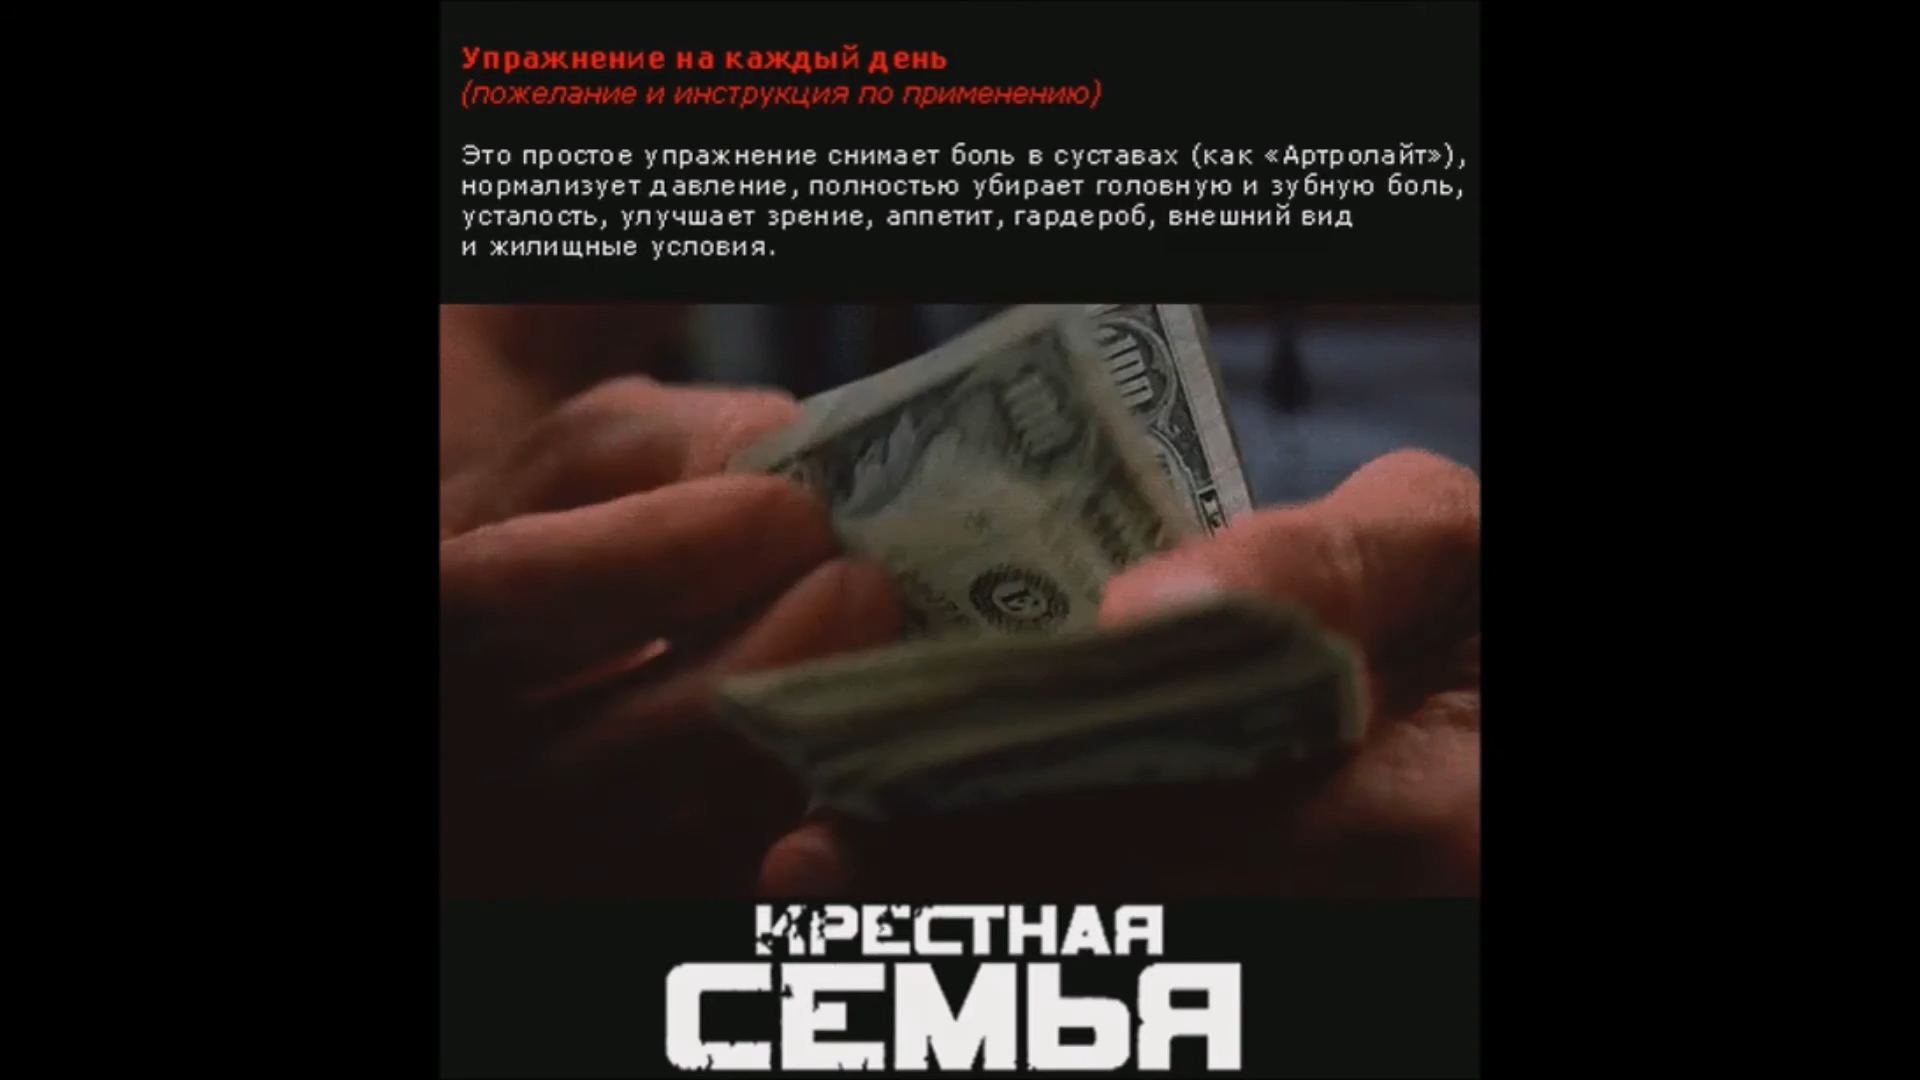 Упражнение на каждый день
(пожелание и инструкция по применению)
Это простое упражнение снимает боль в суставах (как «Артролайт»),
нормализует давление, полностью убирает головную и зубную боль,
усталость, улучшает зрение, аппетит, гардероб, внешний вид
и жилищные условия.
КРЕСТНАЯ
СЕМЬЯ